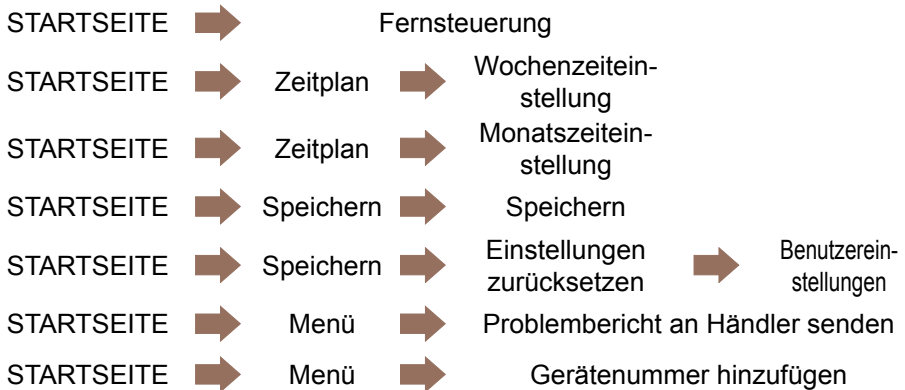 STARTSEITE Fernsteuerung
STARTSEITE Zeitplan Wochenzeitein-
stellung
STARTSEITE Zeitplan Monatszeitein-
stellung
STARTSEITE Speichern Speichern
STARTSEITE Speichern Einstellungen Benutzerein-
zurücksetzen stellungen
STARTSEITE Menü Problembericht an Händler senden
STARTSEITE Menü Gerätenummer hinzufügen